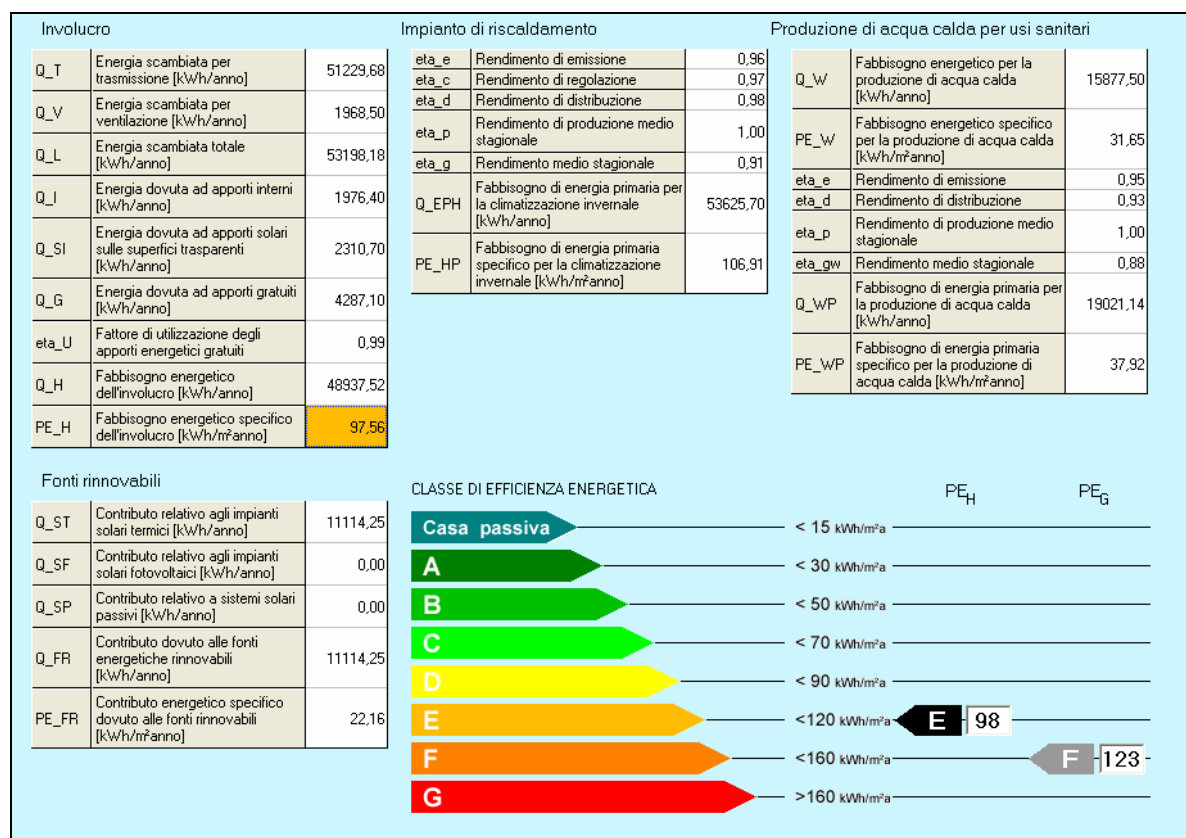 Involucro
Q_T Energia scambiata per trasmissione [kWh/anno] 51229,68
Q_V Energia scambiata per ventilazione [kWh/anno] 1968,50
Q_L Energia scambiata totale [kWh/anno] 53198,18
Q_I Energia dovuta ad apporti interni [kWh/anno] 1976,40
Q_SI Energia dovuta ad apporti solari sulle superfici trasparenti [kWh/anno] 2310,70
Q_G Energia dovuta ad apporti gratuiti [kWh/anno] 4287,10
eta_U Fattore di utilizzazione degli apporti energetici gratuiti 0,99
Q_H Fabbisogno energetico dell'involucro [kWh/anno] 48937,52
PE_H Fabbisogno energetico specifico dell'involucro [kWh/m²anno] 97,56
Impianto di riscaldamento
eta_e Rendimento di emissione 0,96
eta_c Rendimento di regolazione 0,97
eta_d Rendimento di distribuzione 0,98
eta_p Rendimento di produzione medio stagionale 1,00
eta_g Rendimento medio stagionale 0,91
Q_EPH Fabbisogno di energia primaria per la climatizzazione invernale [kWh/anno] 53625,70
PE_HP Fabbisogno di energia primaria specifico per la climatizzazione invernale [kWh/m²anno] 106,91
Produzione di acqua calda per usi sanitari
Q_W Fabbisogno energetico per la produzione di acqua calda [kWh/anno] 15877,50
PE_W Fabbisogno energetico specifico per la produzione di acqua calda [kWh/m²anno] 31,65
eta_e Rendimento di emissione 0,95
eta_d Rendimento di distribuzione 0,93
eta_p Rendimento di produzione medio stagionale 1,00
eta_gw Rendimento medio stagionale 0,88
Q_WP Fabbisogno di energia primaria per la produzione di acqua calda [kWh/anno] 19021,14
PE_WP Fabbisogno di energia primaria specifico per la produzione di acqua calda [kWh/m²anno] 37,92
Fonti rinnovabili
Q_ST Contributo relativo agli impianti solari termici [kWh/anno] 11114,25
Q_SF Contributo relativo agli impianti solari fotovoltaici [kWh/anno] 0,00
Q_SP Contributo relativo a sistemi solari passivi [kWh/anno] 0,00
Q_FR Contributo dovuto alle fonti energetiche rinnovabili [kWh/anno] 11114,25
PE_FR Contributo energetico specifico dovuto alle fonti rinnovabili [kWh/m²anno] 22,16
CLASSE DI EFFICIENZA ENERGETICA PE_H PE_G
Casa passiva < 15 kWh/m²a
A < 30 kWh/m²a
B < 50 kWh/m²a
C < 70 kWh/m²a
D < 90 kWh/m²a
E <120 kWh/m²a E 98
F <160 kWh/m²a F 123
G >160 kWh/m²a